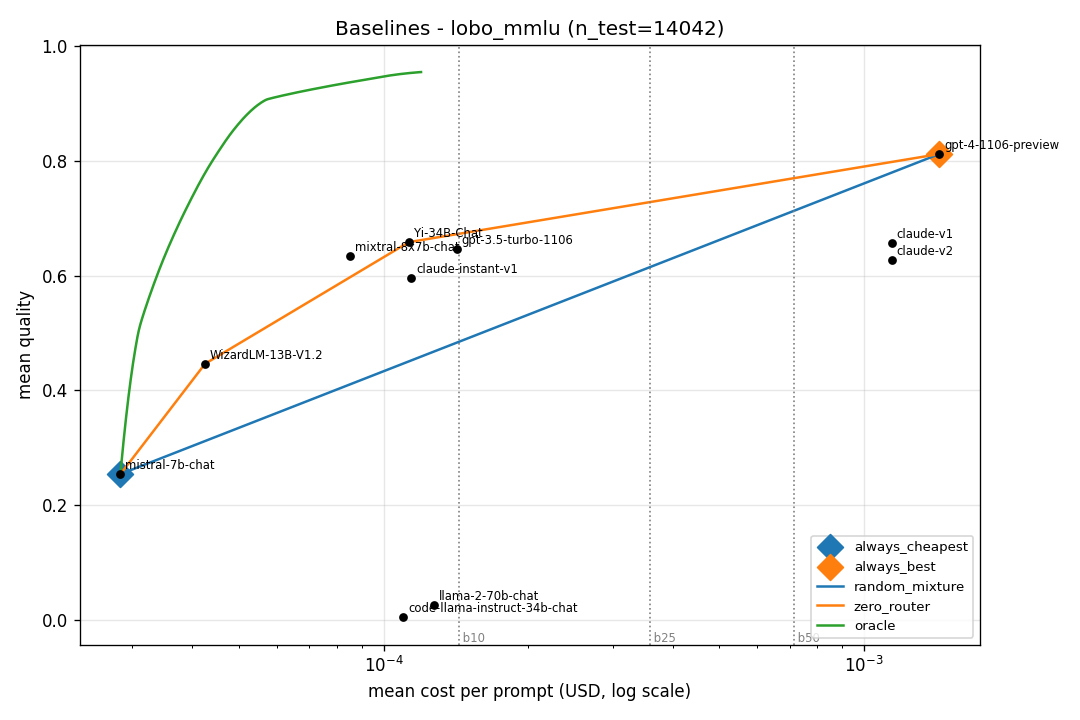 Baselines - lobo_mmlu (n_test=14042)
mean quality
1.0
0.8
0.6
0.4
0.2
0.0
gpt-4-1106-preview
claude-v1
claude-v2
Yi-34B-Chat
gpt-3.5-turbo-1106
mixtral-8x7b-chat
claude-instant-v1
WizardLM-13B-V1.2
mistral-7b-chat
llama-2-70b-chat
code-llama-instruct-34b-chat
b10
b25
b50
always_cheapest
always_best
random_mixture
zero_router
oracle
10⁻⁴
10⁻³
mean cost per prompt (USD, log scale)